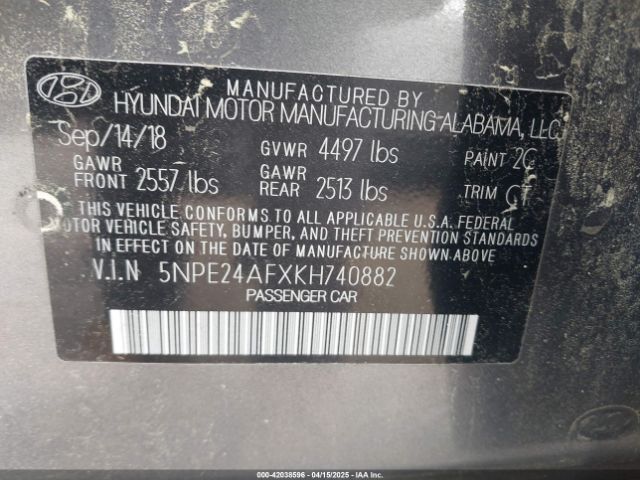 MANUFACTURED BY
HYUNDAI MOTOR MANUFACTURING-ALABAMA, LLC
Sep/14/18 GVWR 4497 lbs PAINT 2C
GAWR FRONT 2557 lbs GAWR REAR 2513 lbs TRIM CT
THIS VEHICLE CONFORMS TO ALL APPLICABLE U.S.A. FEDERAL
MOTOR VEHICLE SAFETY, BUMPER, AND THEFT PREVENTION STANDARDS
IN EFFECT ON THE DATE OF MANUFACTURE SHOWN ABOVE.
V.I.N 5NPE24AFXKH740882
PASSENGER CAR
000-42038596 - 04/15/2025 - IAAI.COM